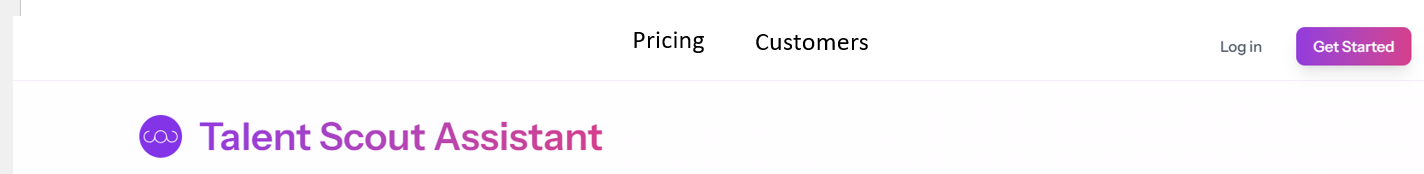 Pricing Customers Log in Get Started
Talent Scout Assistant